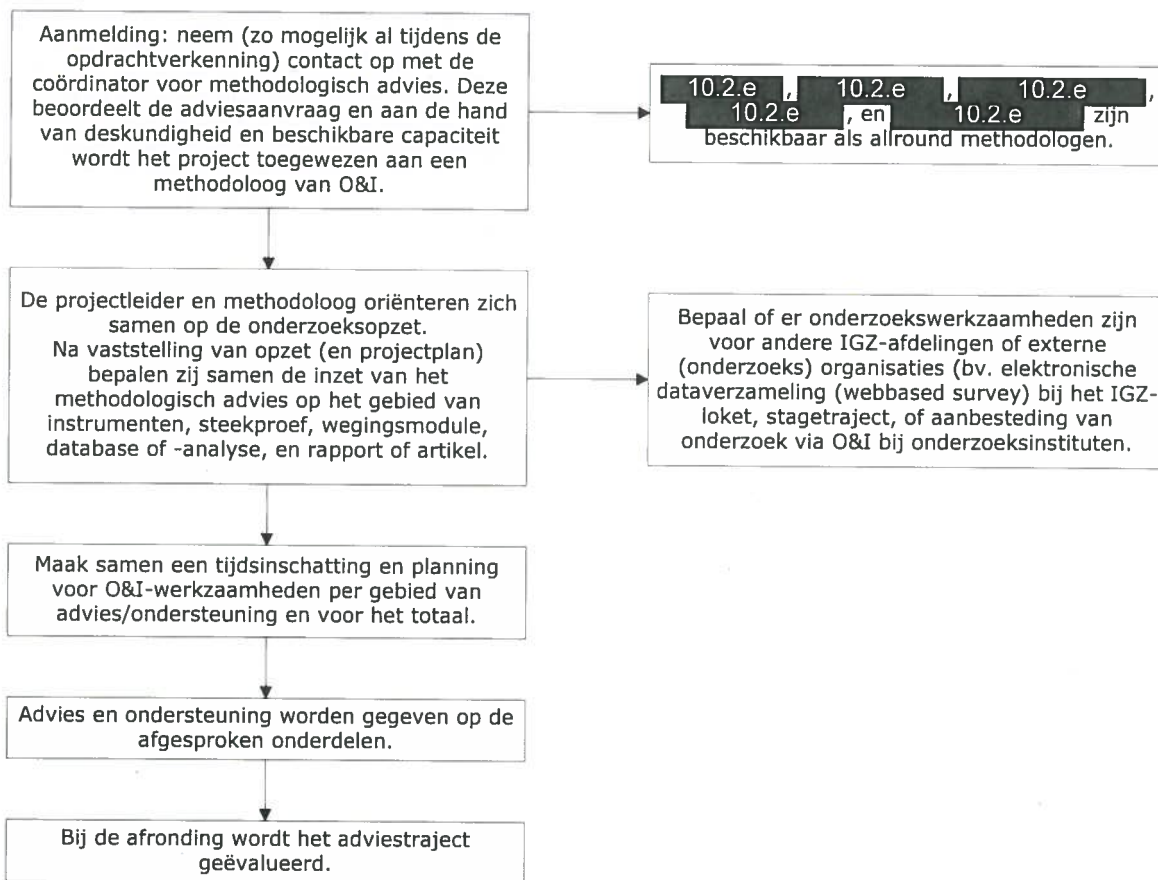 Aanmelding: neem (zo mogelijk al tijdens de
opdrachtverkenning) contact op met de
coördinator voor methodologisch advies. Deze
beoordeelt de adviesaanvraag en aan de hand
van deskundigheid en beschikbare capaciteit
wordt het project toegewezen aan een
methodoloog van O&I.
10.2.e , 10.2.e , 10.2.e ,
10.2.e , en 10.2.e zijn
beschikbaar als allround methodologen.
De projectleider en methodoloog oriënteren zich
samen op de onderzoeksopzet.
Na vaststelling van opzet (en projectplan)
bepalen zij samen de inzet van het
methodologisch advies op het gebied van
instrumenten, steekproef, wegingsmodule,
database of -analyse, en rapport of artikel.
Bepaal of er onderzoekswerkzaamheden zijn
voor andere IGZ-afdelingen of externe
(onderzoeks) organisaties (bv. elektronische
dataverzameling (webbased survey) bij het IGZ-
loket, stagetraject, of aanbesteding van
onderzoek via O&I bij onderzoeksinstituten.
Maak samen een tijdsinschatting en planning
voor O&I-werkzaamheden per gebied van
advies/ondersteuning en voor het totaal.
Advies en ondersteuning worden gegeven op de
afgesproken onderdelen.
Bij de afronding wordt het adviestraject
geëvalueerd.